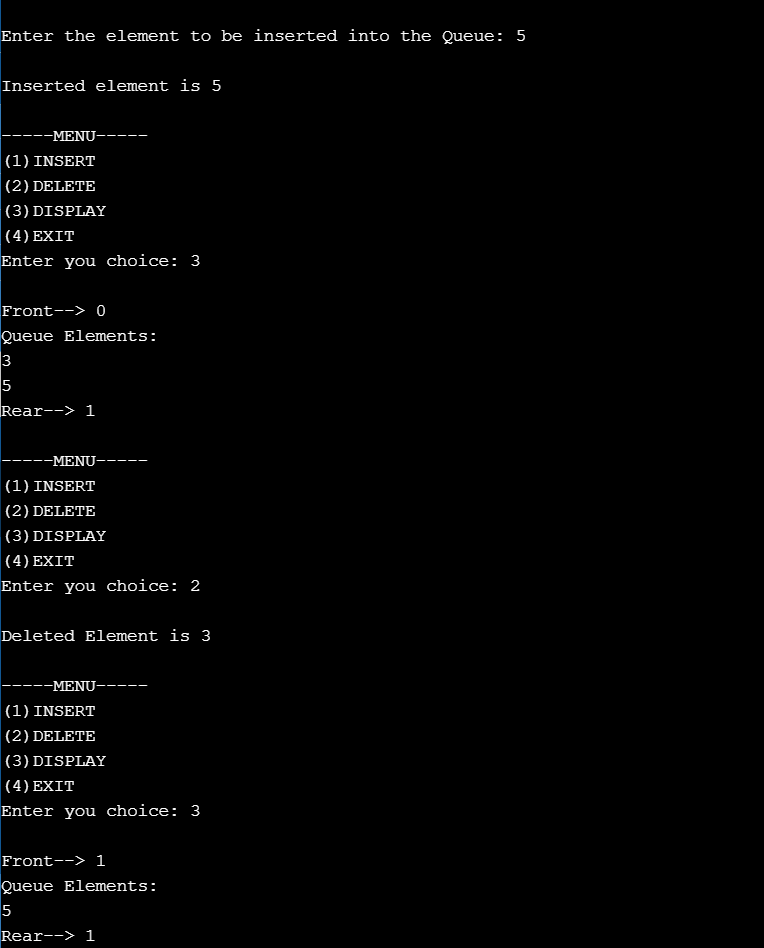 Enter the element to be inserted into the Queue: 5
Inserted element is 5
-----MENU-----
(1)INSERT
(2)DELETE
(3)DISPLAY
(4)EXIT
Enter you choice: 3
Front--> 0
Queue Elements:
3
5
Rear--> 1
-----MENU-----
(1)INSERT
(2)DELETE
(3)DISPLAY
(4)EXIT
Enter you choice: 2
Deleted Element is 3
-----MENU-----
(1)INSERT
(2)DELETE
(3)DISPLAY
(4)EXIT
Enter you choice: 3
Front--> 1
Queue Elements:
5
Rear--> 1